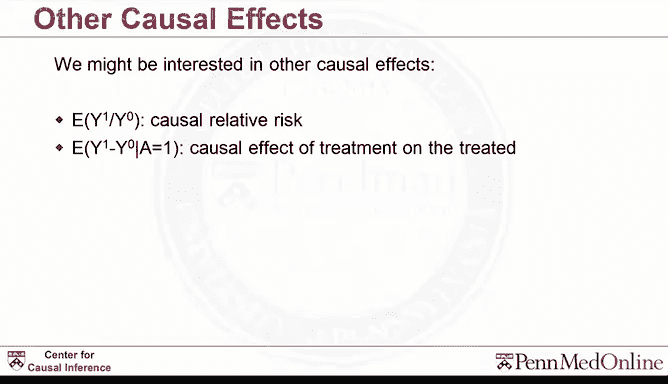 Other Causal Effects
We might be interested in other causal effects:
❖ E(Y¹/Y⁰): causal relative risk
❖ E(Y¹-Y⁰|A=1): causal effect of treatment on the treated
Center for
Causal Inference
PennMedOnline